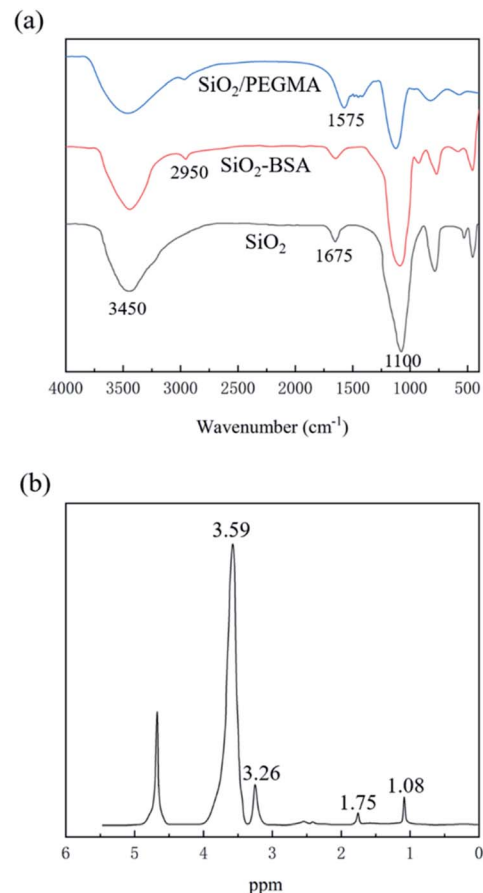 (a)
SiO₂/PEGMA
1575
2950
SiO₂-BSA
SiO₂
1675
3450
1100
4000 3500 3000 2500 2000 1500 1000 500
Wavenumber (cm⁻¹)
(b)
3.59
3.26
1.75
1.08
6 5 4 3 2 1 0
ppm